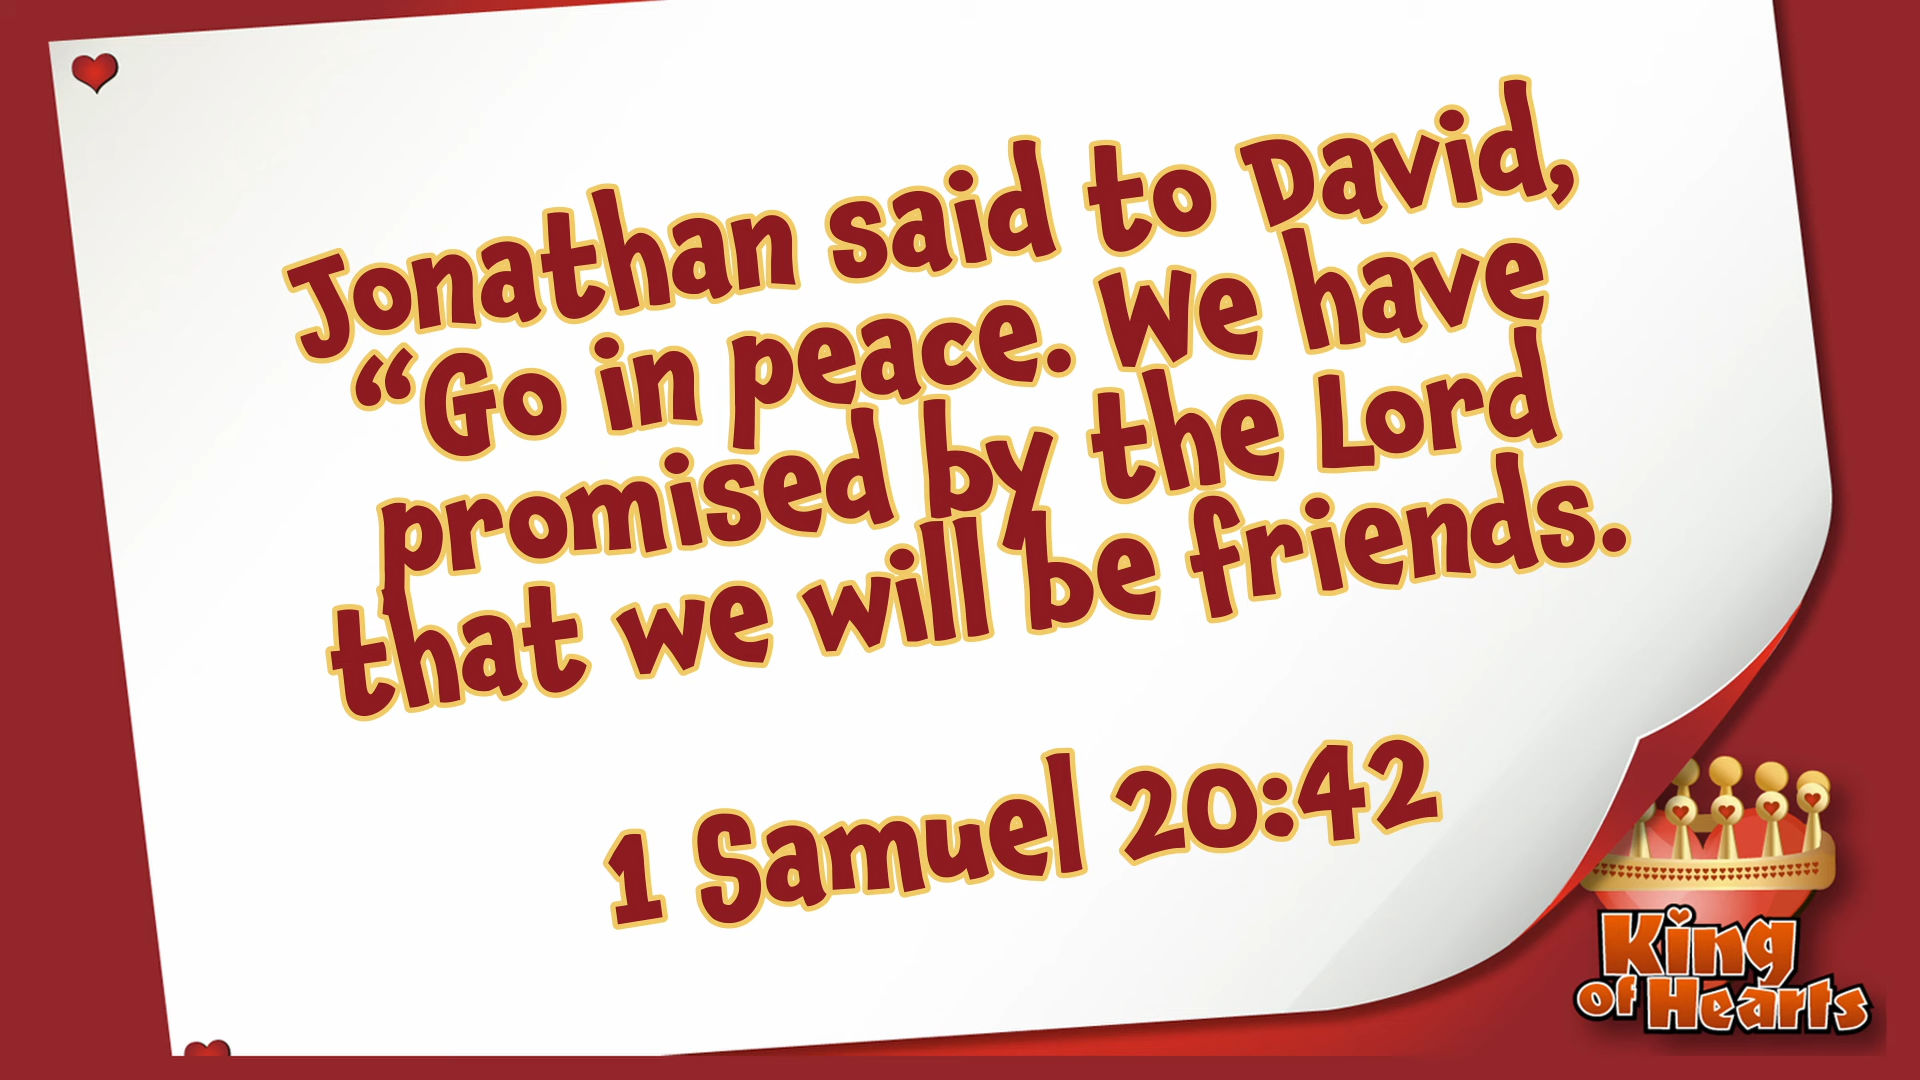 Jonathan said to David,
“Go in peace. We have
promised by the Lord
that we will be friends.
1 Samuel 20:42
King
of Hearts